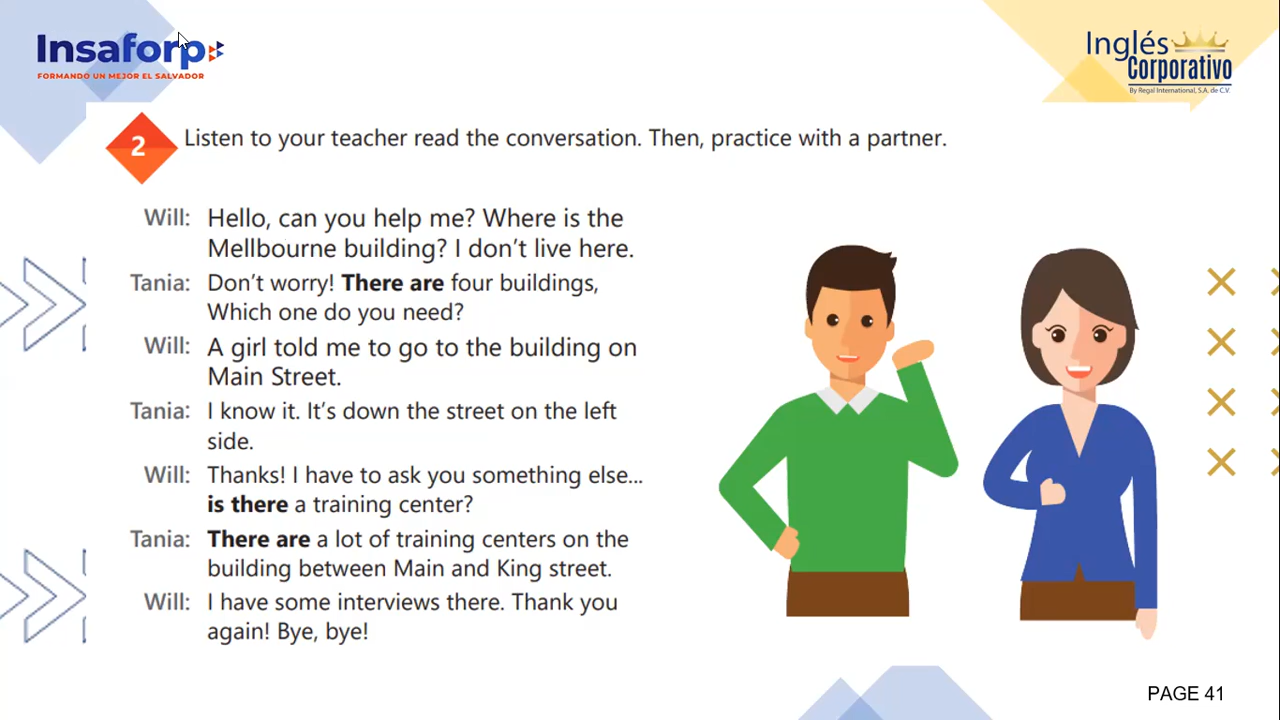 Insaforp
FORMANDO UN MEJOR EL SALVADOR
Inglés
Corporativo
By Regal International, S.A. de C.V.
2
Listen to your teacher read the conversation. Then, practice with a partner.
Will: Hello, can you help me? Where is the
Mellbourne building? I don't live here.
Tania: Don't worry! There are four buildings,
Which one do you need?
Will: A girl told me to go to the building on
Main Street.
Tania: I know it. It's down the street on the left
side.
Will: Thanks! I have to ask you something else...
is there a training center?
Tania: There are a lot of training centers on the
building between Main and King street.
Will: I have some interviews there. Thank you
again! Bye, bye!
PAGE 41